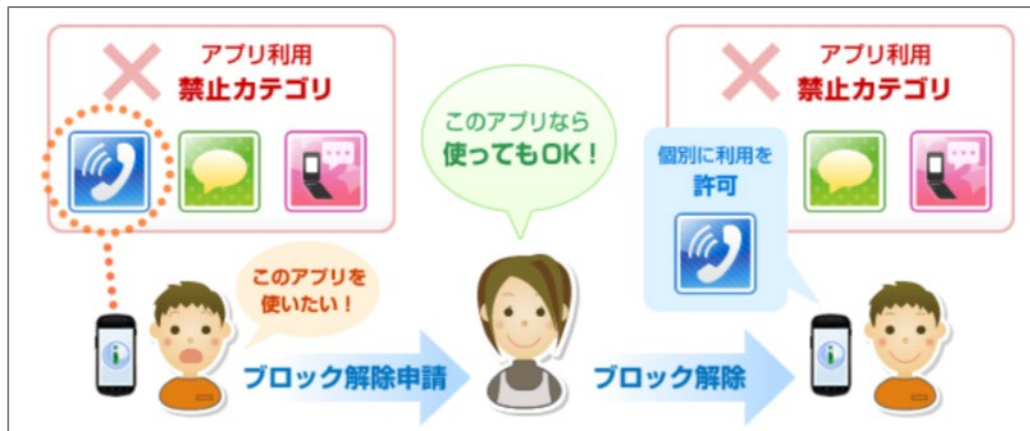 アプリ利用
禁止カテゴリ
このアプリを
使いたい！
ブロック解除申請
このアプリなら
使ってもOK！
ブロック解除
個別に利用を
許可
アプリ利用
禁止カテゴリ